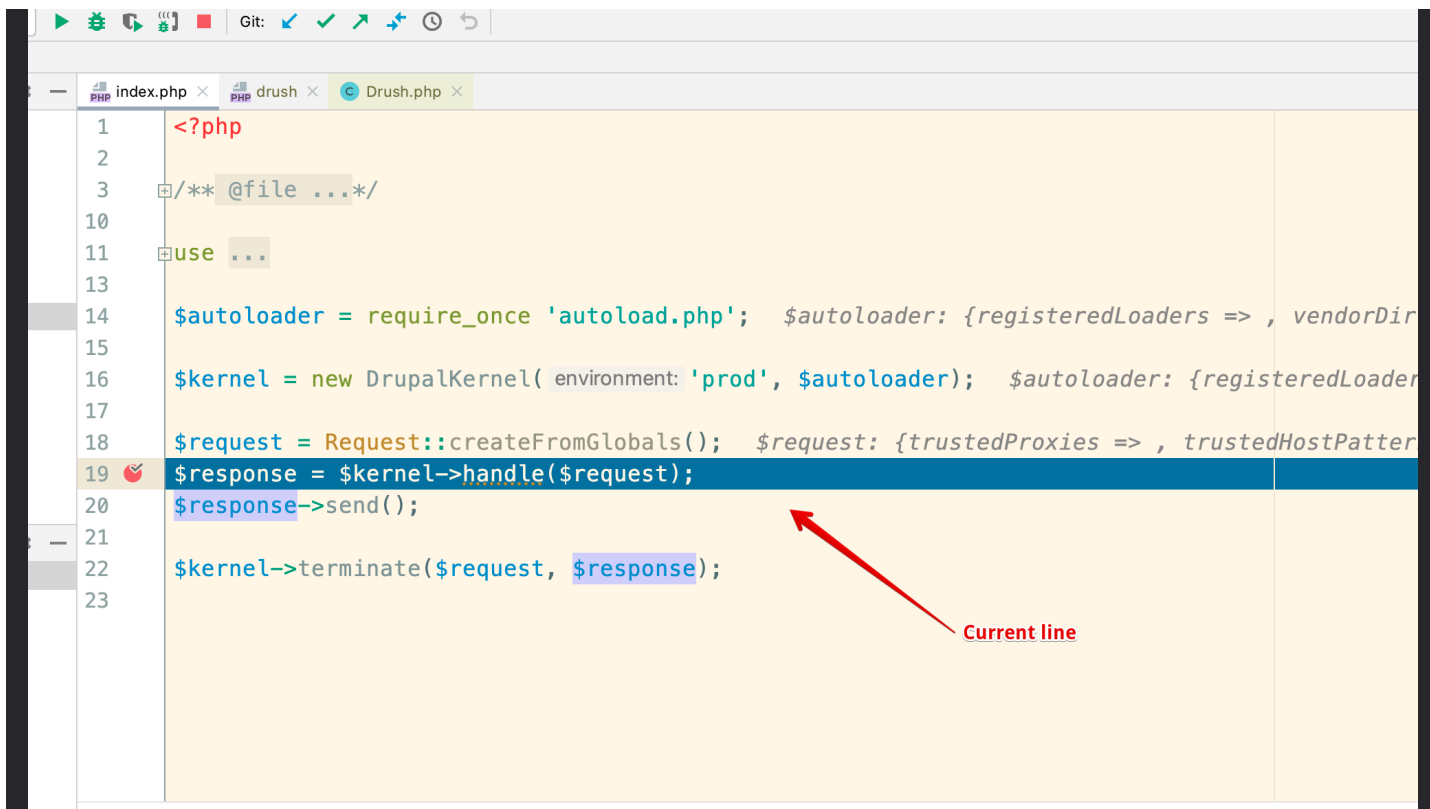 Git:
index.php drush Drush.php
1 <?php
2
3 /** @file ...*/
10
11 use ...
13
14 $autoloader = require_once 'autoload.php'; $autoloader: {registeredLoaders => , vendorDir
15
16 $kernel = new DrupalKernel( environment: 'prod', $autoloader); $autoloader: {registeredLoader
17
18 $request = Request::createFromGlobals(); $request: {trustedProxies => , trustedHostPatter
19 $response = $kernel->handle($request);
20 $response->send();
21
22 $kernel->terminate($request, $response);
23
Current line